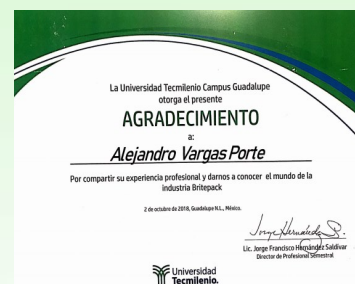 La Universidad Tecmilenio Campus Guadalupe
otorga el presente
AGRADECIMIENTO
a:
Alejandro Vargas Porte
Por compartir su experiencia profesional y darnos a conocer el mundo de la
industria Britepack
2 de octubre de 2018, Guadalupe N.L., México.
Jorge Hernández S.
Lic. Jorge Francisco Hernández Saldivar
Director de Profesional Semestral
Universidad
Tecmilenio.